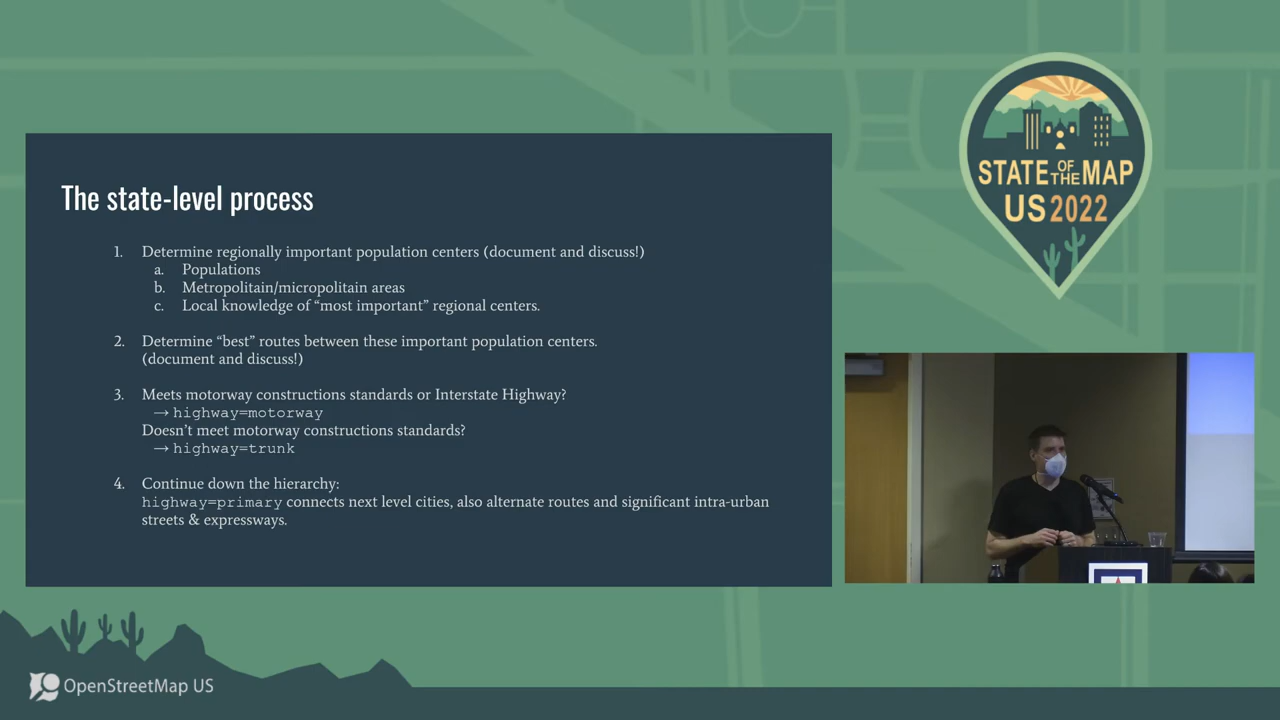 The state-level process
1. Determine regionally important population centers (document and discuss!)
a. Populations
b. Metropolitain/micropolitain areas
c. Local knowledge of “most important” regional centers.
2. Determine “best” routes between these important population centers.
(document and discuss!)
3. Meets motorway constructions standards or Interstate Highway?
→ highway=motorway
Doesn’t meet motorway constructions standards?
→ highway=trunk
4. Continue down the hierarchy:
highway=primary connects next level cities, also alternate routes and significant intra-urban
streets & expressways.
STATE OF THE MAP
US 2022
OpenStreetMap US